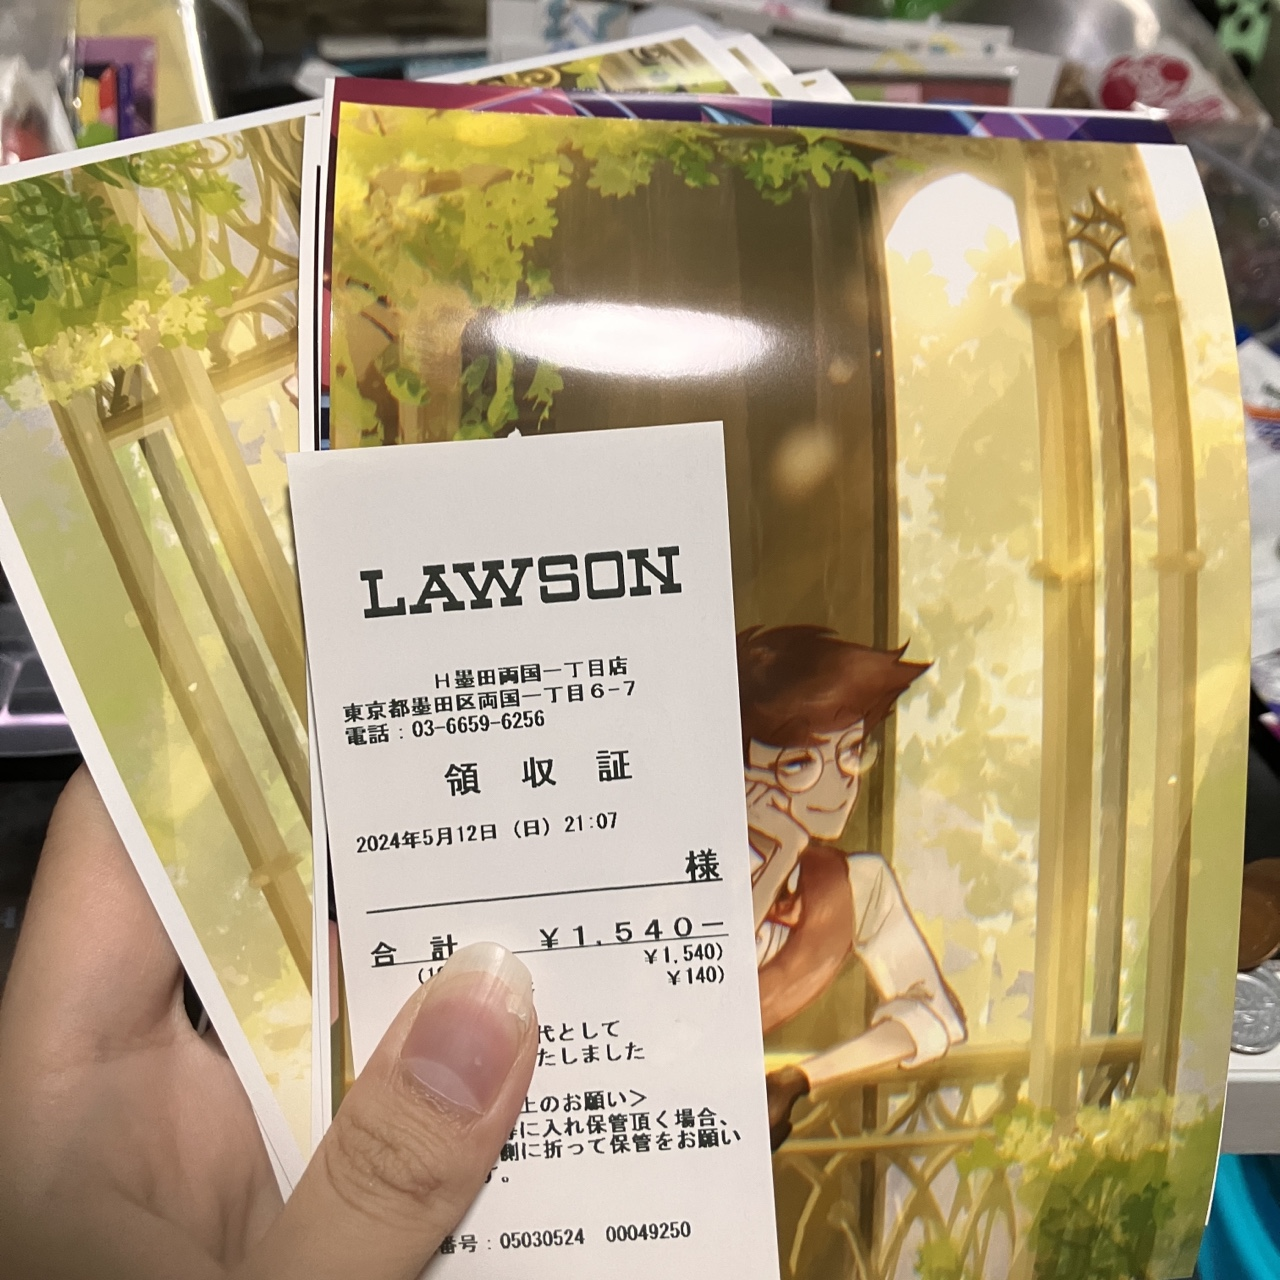 LAWSON
H墨田両国一丁目店
東京都墨田区両国一丁目6-7
電話：03-6659-6256
領 収 証
2024年5月12日（日）21:07
様
合 計 ¥1,540-
¥1,540)
¥140)
代として
たしました
上のお願い＞
に入れ保管頂く場合、
側に折って保管をお願い
。
番号：05030524 00049250